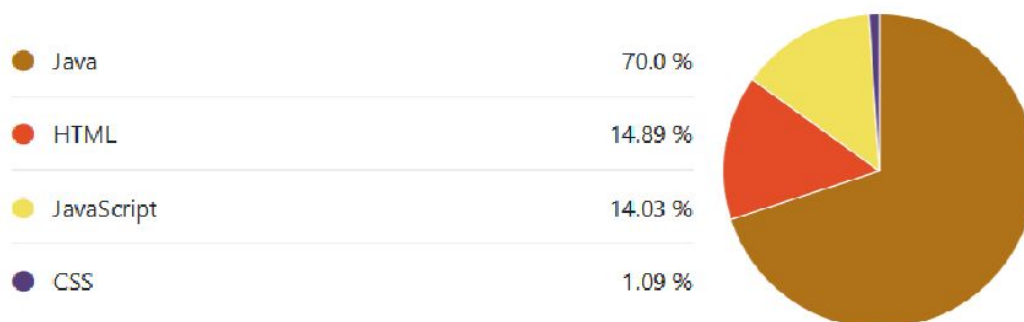 Java 70.0 %
HTML 14.89 %
JavaScript 14.03 %
CSS 1.09 %